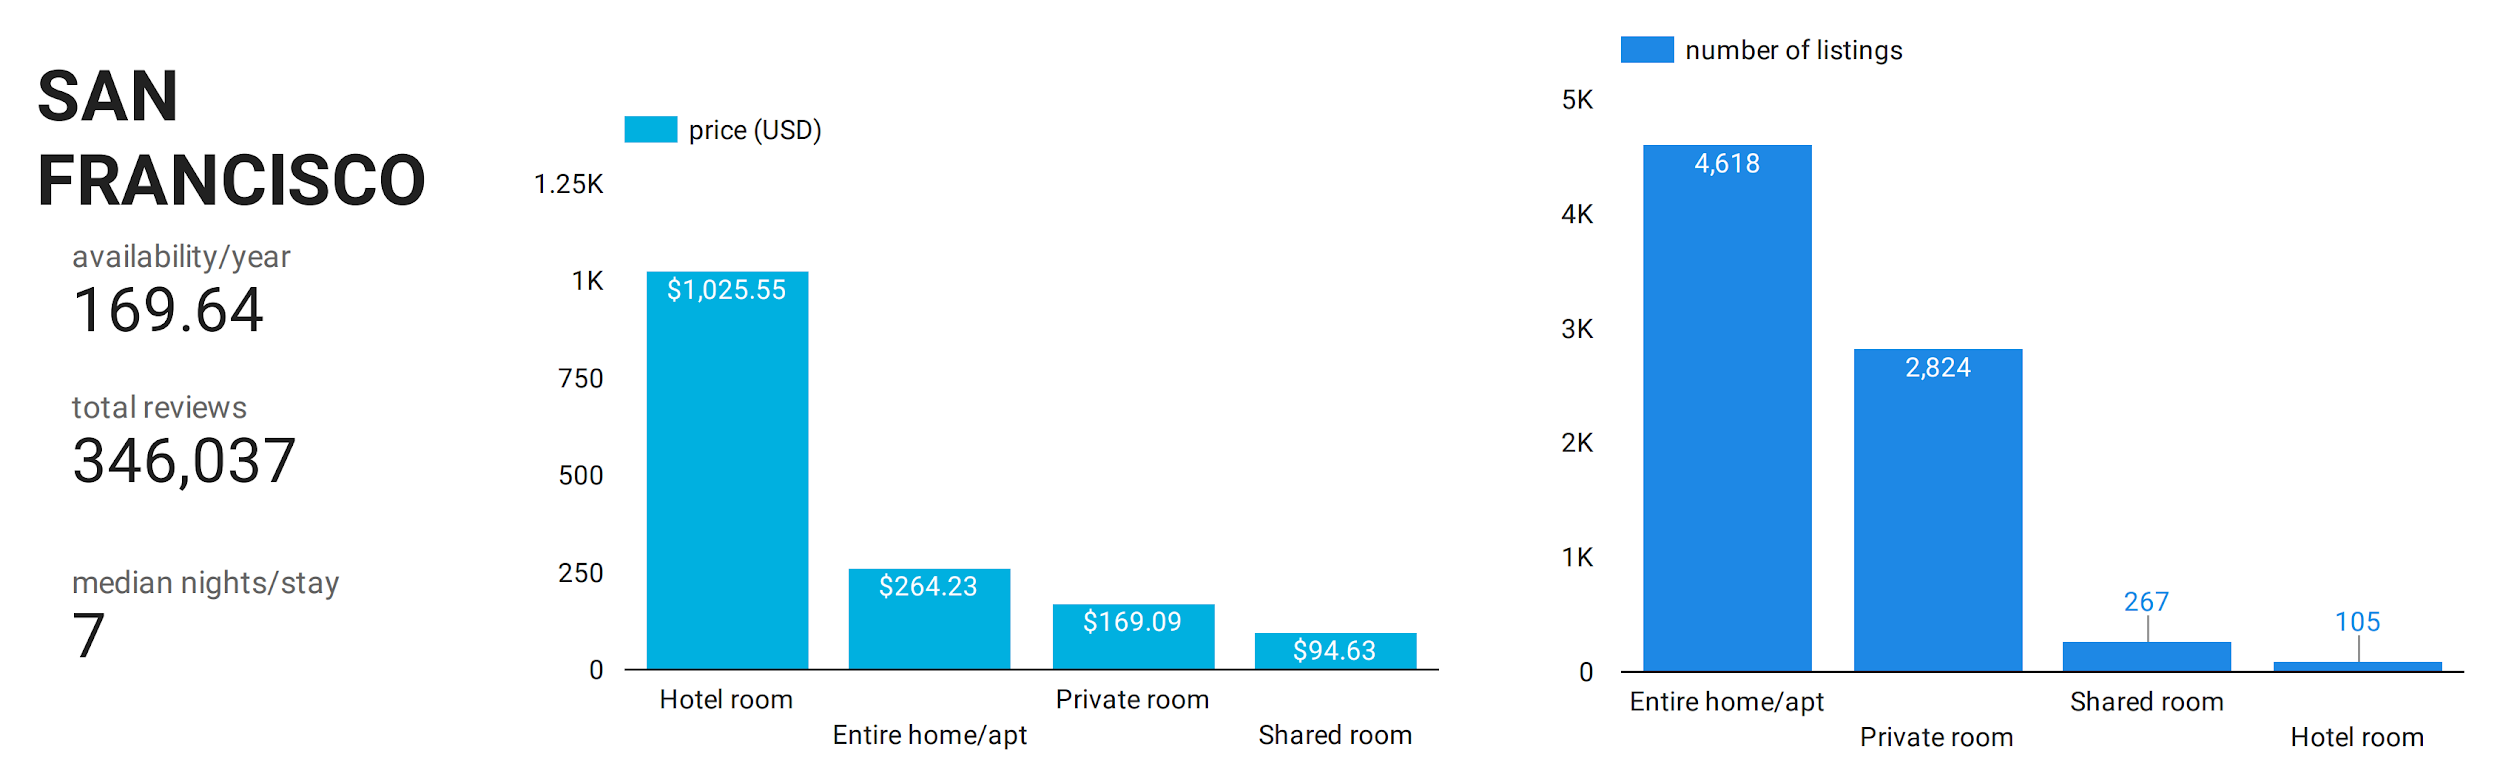 SAN
FRANCISCO
availability/year
169.64
total reviews
346,037
median nights/stay
7
price (USD)
1.25K
1K
750
500
250
0
$1,025.55
$264.23
$169.09
$94.63
Hotel room
Entire home/apt
Private room
Shared room
number of listings
5K
4K
3K
2K
1K
0
4,618
2,824
267
105
Entire home/apt
Private room
Shared room
Hotel room